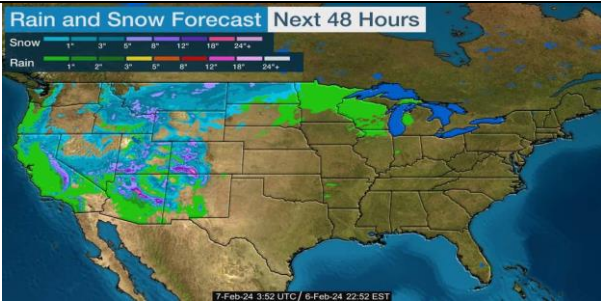 Rain and Snow Forecast Next 48 Hours
Snow
1" 3" 5" 8" 12" 18" 24"+
Rain
1" 2" 3" 5" 8" 12" 18" 24"+
7-Feb-24 3:52 UTC / 6-Feb-24 22:52 EST